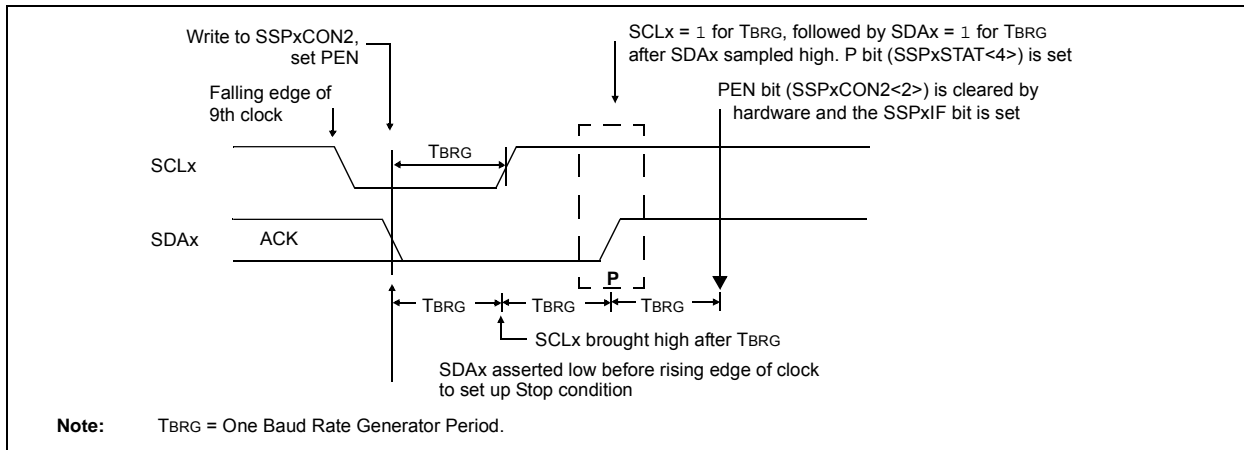 Write to SSPxCON2,
set PEN
SCLx = 1 for TBRG, followed by SDAx = 1 for TBRG
after SDAx sampled high. P bit (SSPxSTAT<4>) is set
Falling edge of
9th clock
PEN bit (SSPxCON2<2>) is cleared by
hardware and the SSPxIF bit is set
TBRG
SCLx
SDAx
ACK
P
TBRG
TBRG
TBRG
SCLx brought high after TBRG
SDAx asserted low before rising edge of clock
to set up Stop condition
Note: TBRG = One Baud Rate Generator Period.